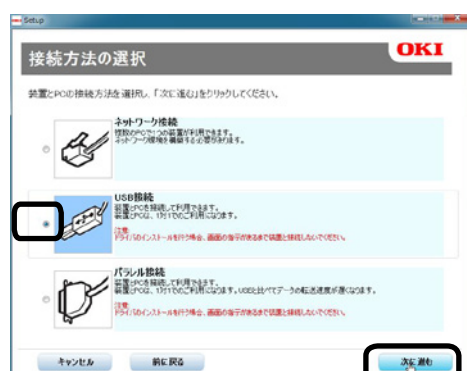 Setup
OKI
接続方法の選択
装置とPCの接続方法を選択し、「次に進む」をクリックしてください。
ネットワーク接続
複数のPCで1つの装置が利用できます。
ネットワーク環境を構築する必要があります。
USB接続
装置とPCを接続して利用できます。
装置とPCは、1対1でのご利用になります。
注意:
ドライバのインストールを行う場合、画面の指示があるまで装置と接続しないでください。
パラレル接続
装置とPCを接続して利用できます。
装置とPCは、1対1でのご利用になります。USBと比べてデータの転送速度が遅くなります。
注意:
ドライバのインストールを行う場合、画面の指示があるまで装置と接続しないでください。
キャンセル
前に戻る
次に進む